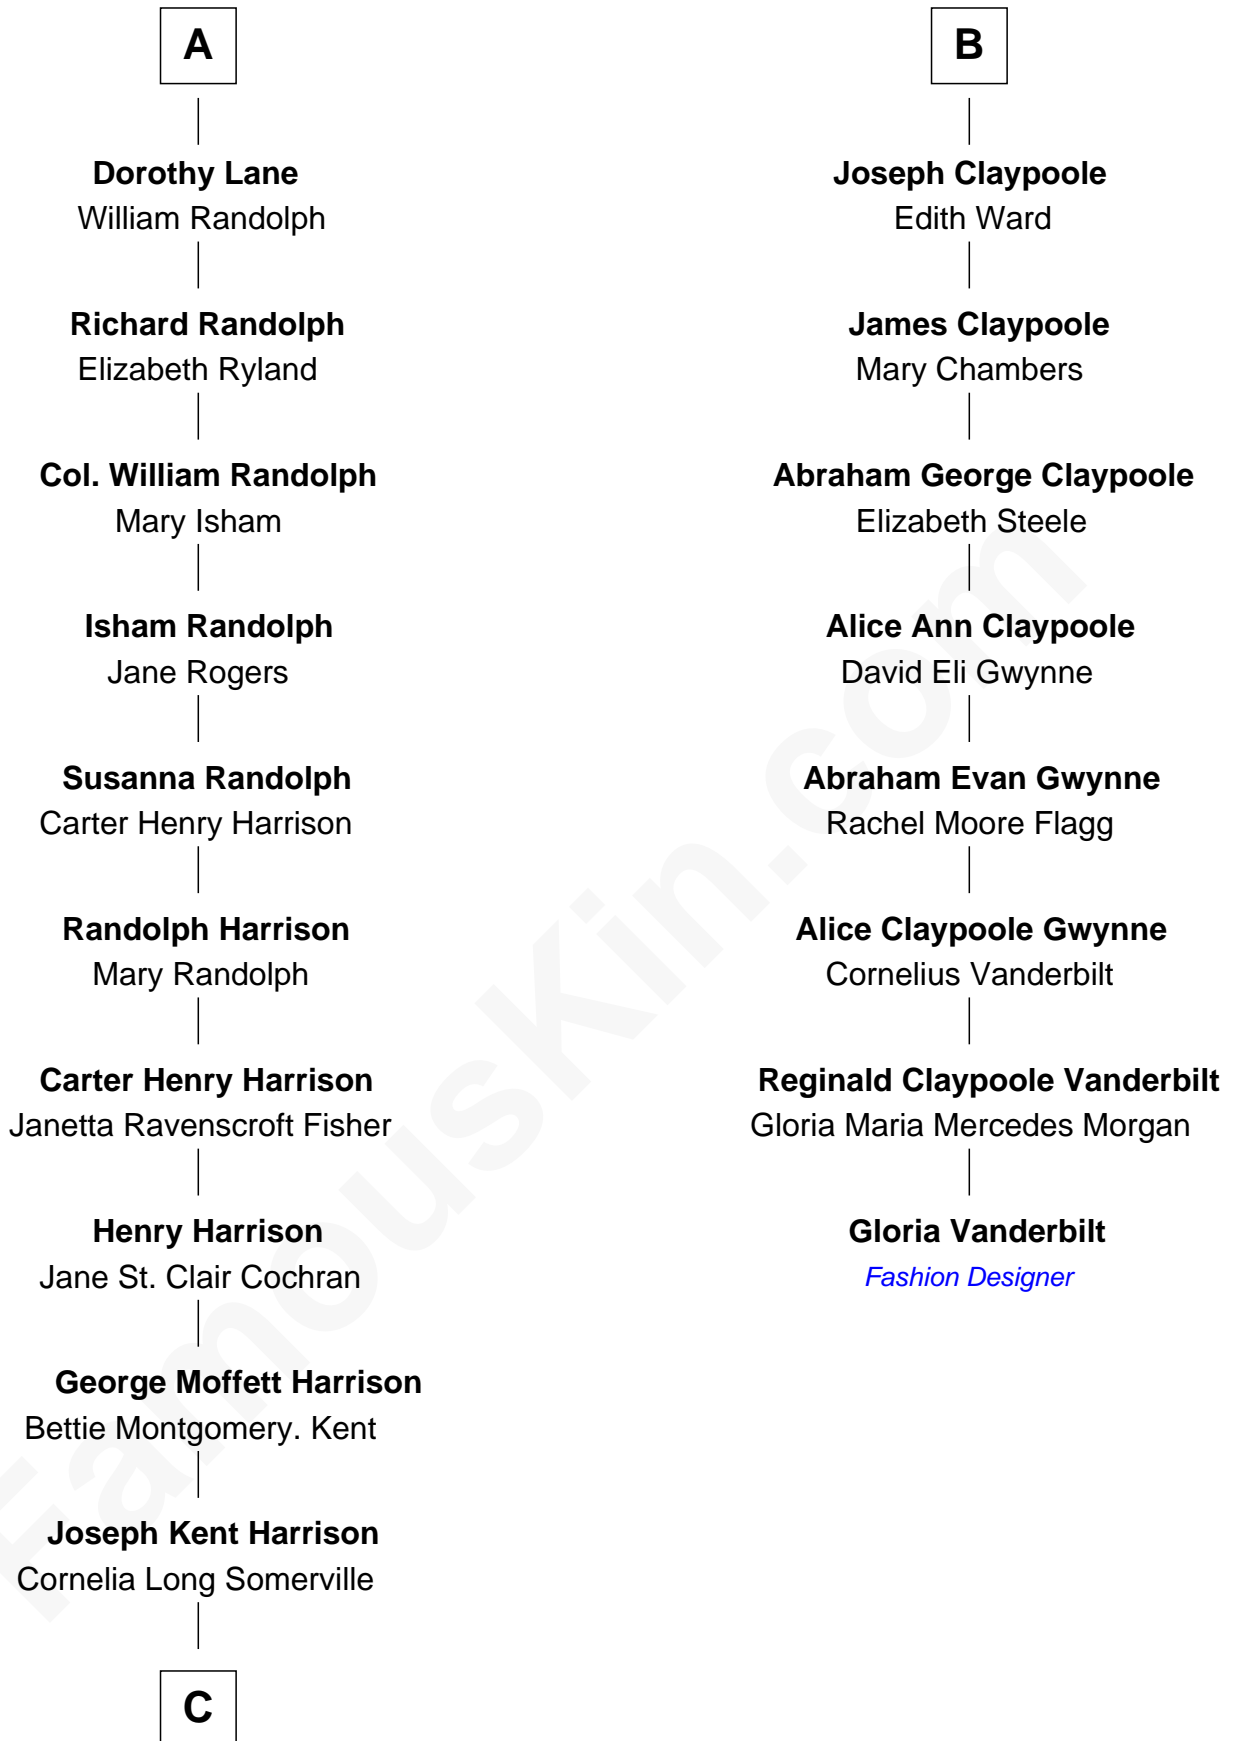 A
Dorothy Lane
William Randolph
Richard Randolph
Elizabeth Ryland
Col. William Randolph
Mary Isham
Isham Randolph
Jane Rogers
Susanna Randolph
Carter Henry Harrison
Randolph Harrison
Mary Randolph
Carter Henry Harrison
Janetta Ravenscroft Fisher
Henry Harrison
Jane St. Clair Cochran
George Moffett Harrison
Bettie Montgomery. Kent
Joseph Kent Harrison
Cornelia Long Somerville
C
B
Joseph Claypoole
Edith Ward
James Claypoole
Mary Chambers
Abraham George Claypoole
Elizabeth Steele
Alice Ann Claypoole
David Eli Gwynne
Abraham Evan Gwynne
Rachel Moore Flagg
Alice Claypoole Gwynne
Cornelius Vanderbilt
Reginald Claypoole Vanderbilt
Gloria Maria Mercedes Morgan
Gloria Vanderbilt
Fashion Designer
FamousKin.com